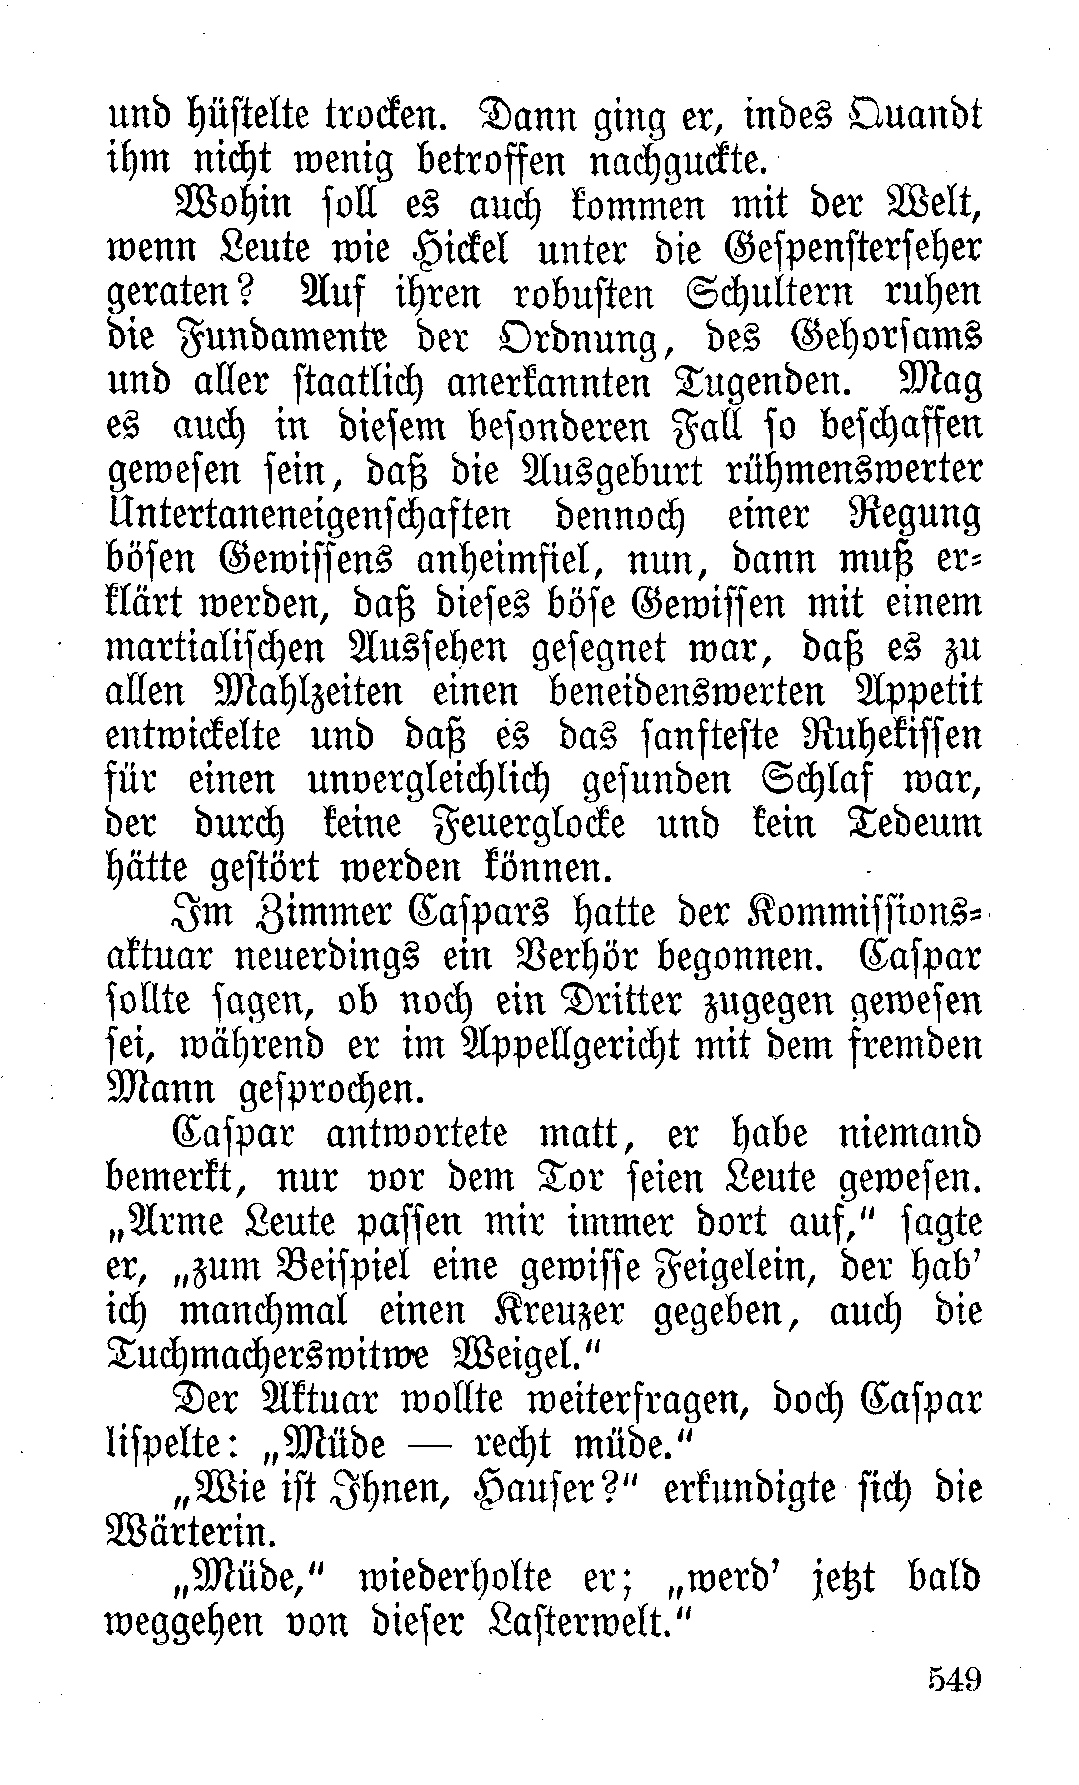 und hüstelte trocken. Dann ging er, indes Quandt
ihm nicht wenig betroffen nachguckte.
Wohin soll es auch kommen mit der Welt,
wenn Leute wie Hickel unter die Gespensterseher
geraten? Auf ihren robusten Schultern ruhen
die Fundamente der Ordnung, des Gehorsams
und aller staatlich anerkannten Tugenden. Mag
es auch in diesem besonderen Fall so beschaffen
gewesen sein, daß die Ausgeburt rühmenswerter
Untertaneneigenschaften dennoch einer Regung
bösen Gewissens anheimfiel, nun, dann muß er-
klärt werden, daß dieses böse Gewissen mit einem
martialischen Aussehen gesegnet war, daß es zu
allen Mahlzeiten einen beneidenswerten Appetit
entwickelte und daß es das sanfteste Ruhekissen
für einen unvergleichlich gesunden Schlaf war,
der durch keine Feuerglocke und kein Tedeum
hätte gestört werden können.
Im Zimmer Caspars hatte der Kommissions-
aktuar neuerdings ein Verhör begonnen. Caspar
sollte sagen, ob noch ein Dritter zugegen gewesen
sei, während er im Appellgericht mit dem fremden
Mann gesprochen.
Caspar antwortete matt, er habe niemand
bemerkt, nur vor dem Tor seien Leute gewesen.
„Arme Leute passen mir immer dort auf,“ sagte
er, „zum Beispiel eine gewisse Feigelein, der hab'
ich manchmal einen Kreuzer gegeben, auch die
Tuchmacherswitwe Weigel.“
Der Aktuar wollte weiterfragen, doch Caspar
lispelte: „Müde — recht müde.“
„Wie ist Ihnen, Hauser?“ erkundigte sich die
Wärterin.
„Müde,“ wiederholte er; „werd' jetzt bald
weggehen von dieser Lasterwelt.“
549